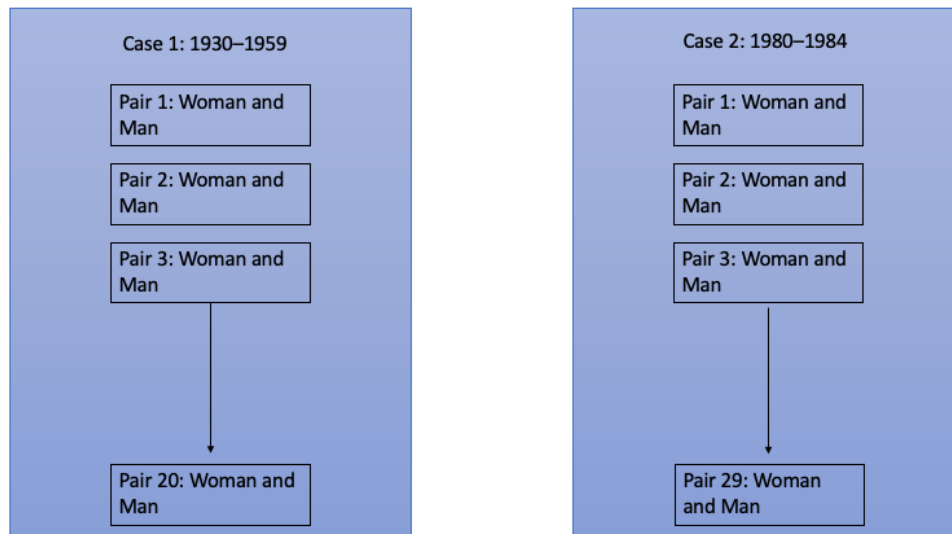 Case 1: 1930–1959
Pair 1: Woman and
Man
Pair 2: Woman and
Man
Pair 3: Woman and
Man
Pair 20: Woman and
Man
Case 2: 1980–1984
Pair 1: Woman and
Man
Pair 2: Woman and
Man
Pair 3: Woman and
Man
Pair 29: Woman
and Man